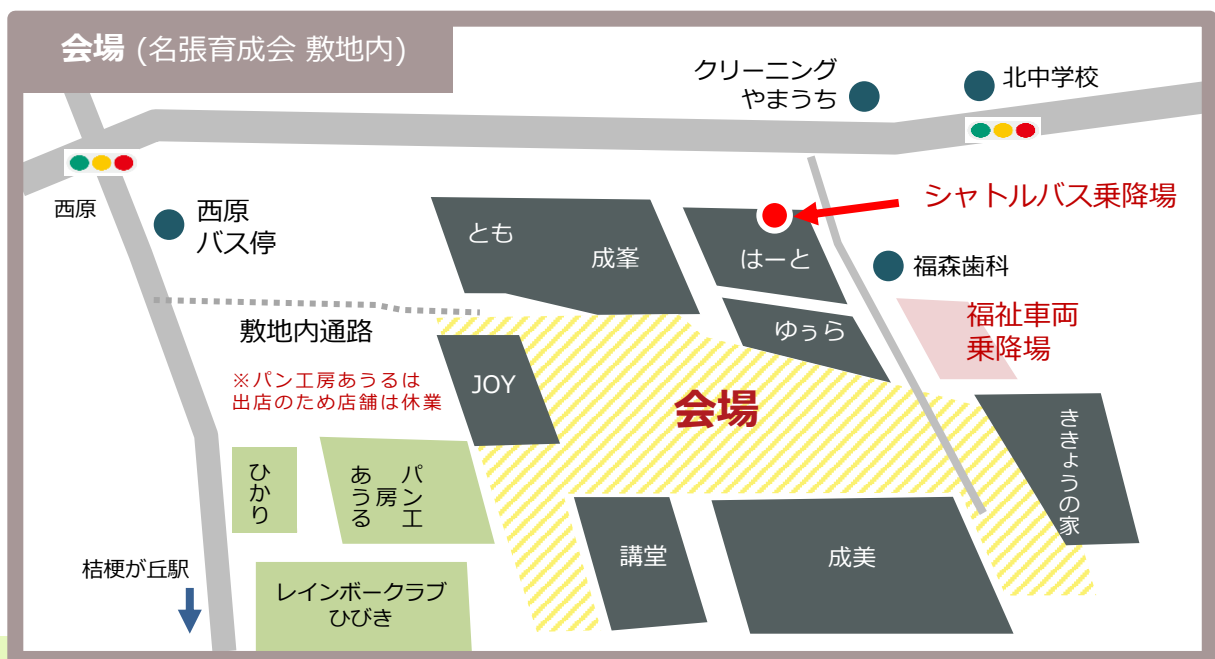 会場 (名張育成会 敷地内)
クリーニング
やまうち
北中学校
西原
西原
バス停
シャトルバス乗降場
とも
成峯
はーと
福森歯科
ゆぅら
福祉車両
乗降場
敷地内通路
※パン工房あうるは
出店のため店舗は休業
JOY
会場
ききょうの家
ひかり
パン工
房
あうる
講堂
成美
桔梗が丘駅
レインボークラブ
ひびき